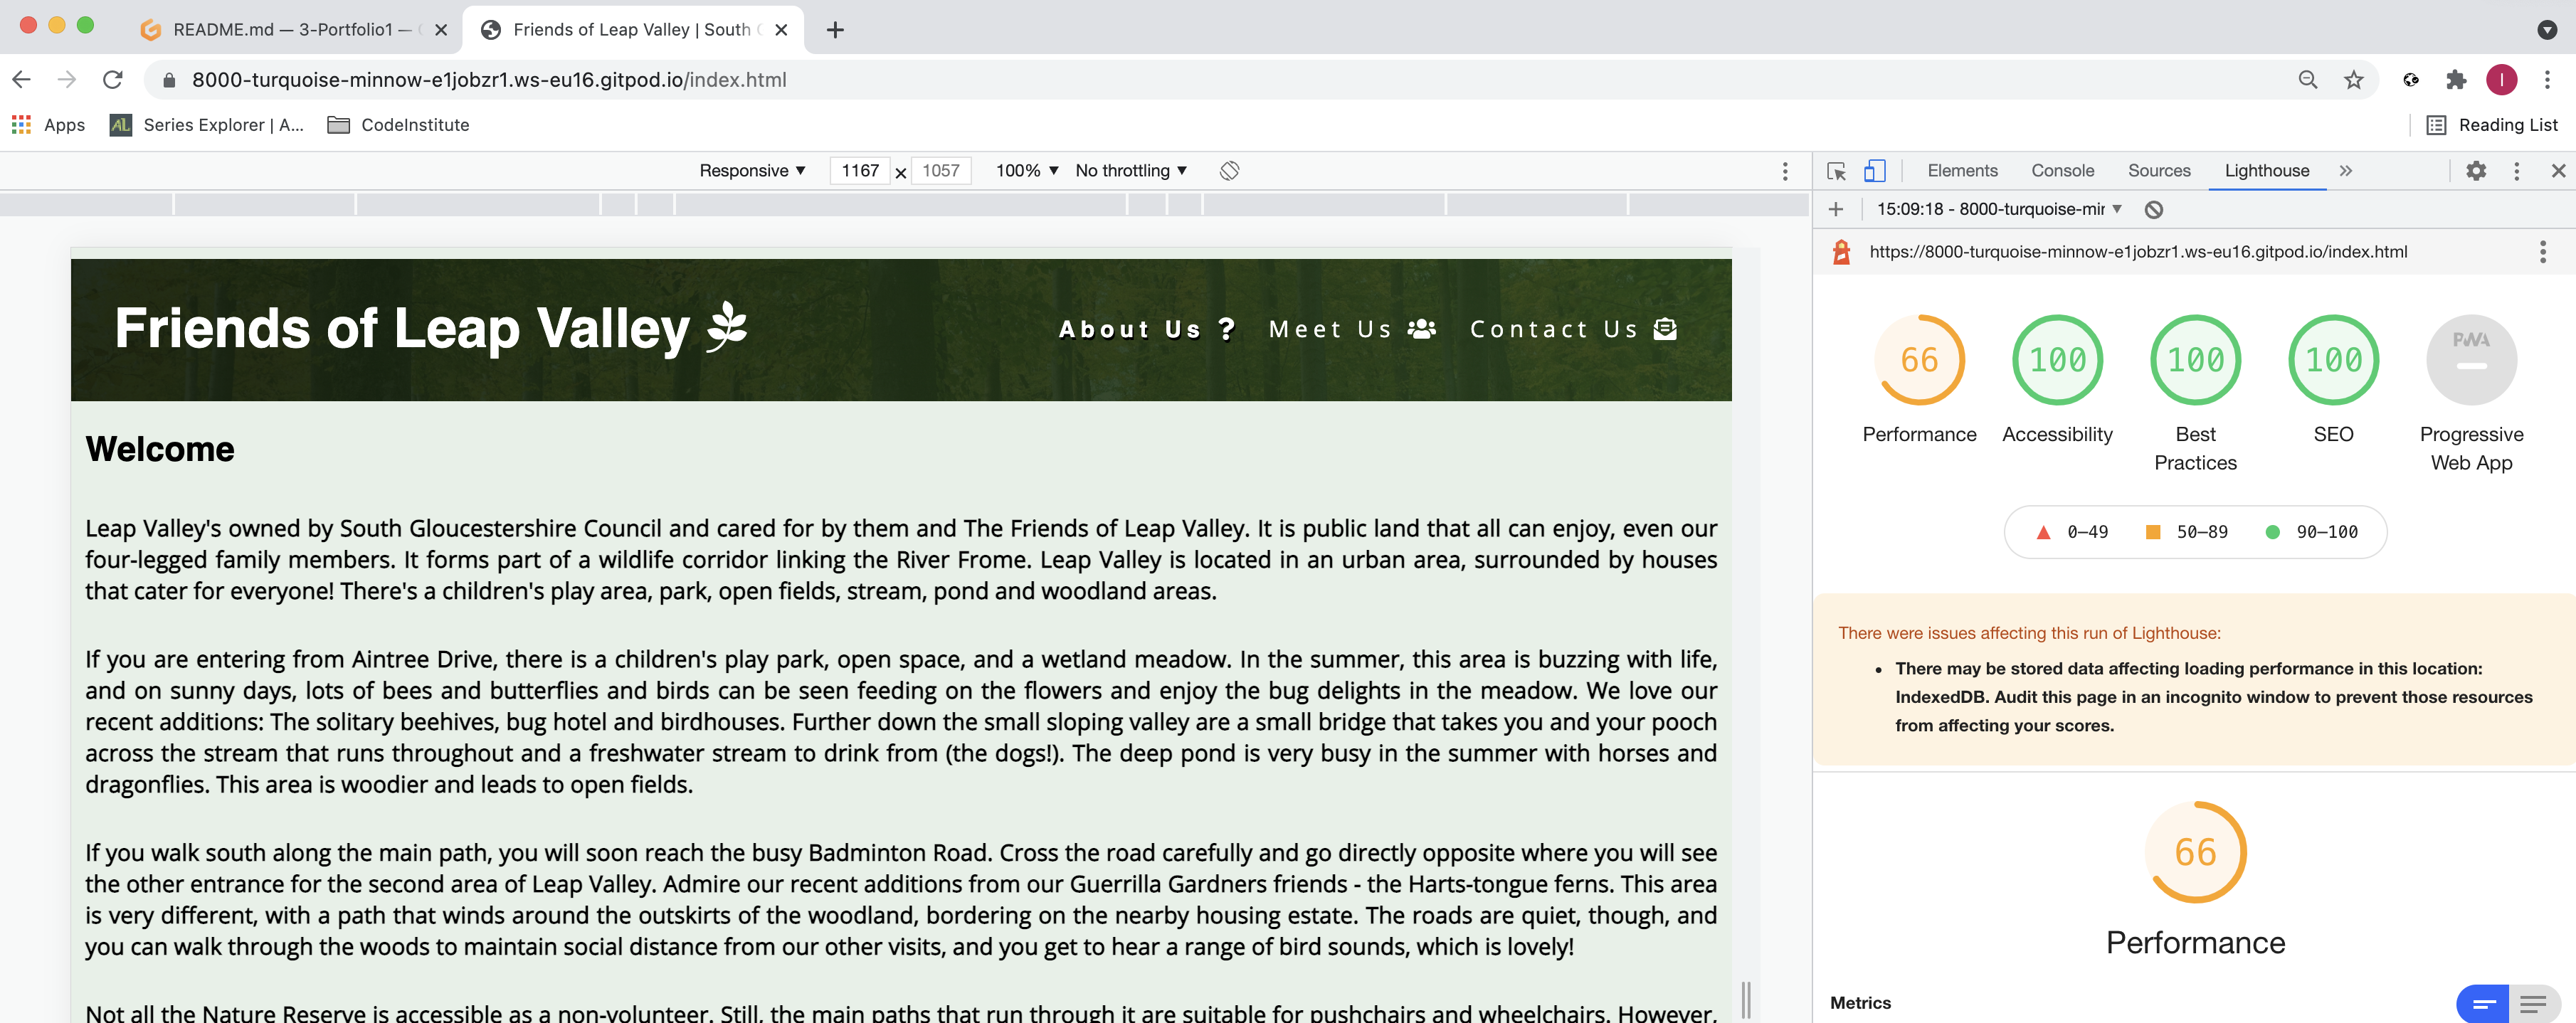 README.md — 3-Portfolio1 —
Friends of Leap Valley | South
8000-turquoise-minnow-e1jobzr1.ws-eu16.gitpod.io/index.html
I
Apps
AL
Series Explorer | A...
CodeInstitute
Reading List
Responsive
1167
×
1057
100%
No throttling
Elements
Console
Sources
Lighthouse
15:09:18 - 8000-turquoise-mir
https://8000-turquoise-minnow-e1jobzr1.ws-eu16.gitpod.io/index.html
Friends of Leap Valley
About Us ?
Meet Us
Contact Us
Welcome
Leap Valley's owned by South Gloucestershire Council and cared for by them and The Friends of Leap Valley. It is public land that all can enjoy, even our
four-legged family members. It forms part of a wildlife corridor linking the River Frome. Leap Valley is located in an urban area, surrounded by houses
that cater for everyone! There's a children's play area, park, open fields, stream, pond and woodland areas.
If you are entering from Aintree Drive, there is a children's play park, open space, and a wetland meadow. In the summer, this area is buzzing with life,
and on sunny days, lots of bees and butterflies and birds can be seen feeding on the flowers and enjoy the bug delights in the meadow. We love our
recent additions: The solitary beehives, bug hotel and birdhouses. Further down the small sloping valley are a small bridge that takes you and your pooch
across the stream that runs throughout and a freshwater stream to drink from (the dogs!). The deep pond is very busy in the summer with horses and
dragonflies. This area is woodier and leads to open fields.
If you walk south along the main path, you will soon reach the busy Badminton Road. Cross the road carefully and go directly opposite where you will see
the other entrance for the second area of Leap Valley. Admire our recent additions from our Guerrilla Gardners friends - the Harts-tongue ferns. This area
is very different, with a path that winds around the outskirts of the woodland, bordering on the nearby housing estate. The roads are quiet, though, and
you can walk through the woods to maintain social distance from our other visits, and you get to hear a range of bird sounds, which is lovely!
Not all the Nature Reserve is accessible as a non-volunteer. Still, the main paths that run through it are suitable for pushchairs and wheelchairs. However,
66
Performance
100
Accessibility
100
Best
Practices
100
SEO
PWA
Progressive
Web App
0–49
50–89
90–100
There were issues affecting this run of Lighthouse:
• There may be stored data affecting loading performance in this location:
IndexedDB. Audit this page in an incognito window to prevent those resources
from affecting your scores.
66
Performance
Metrics